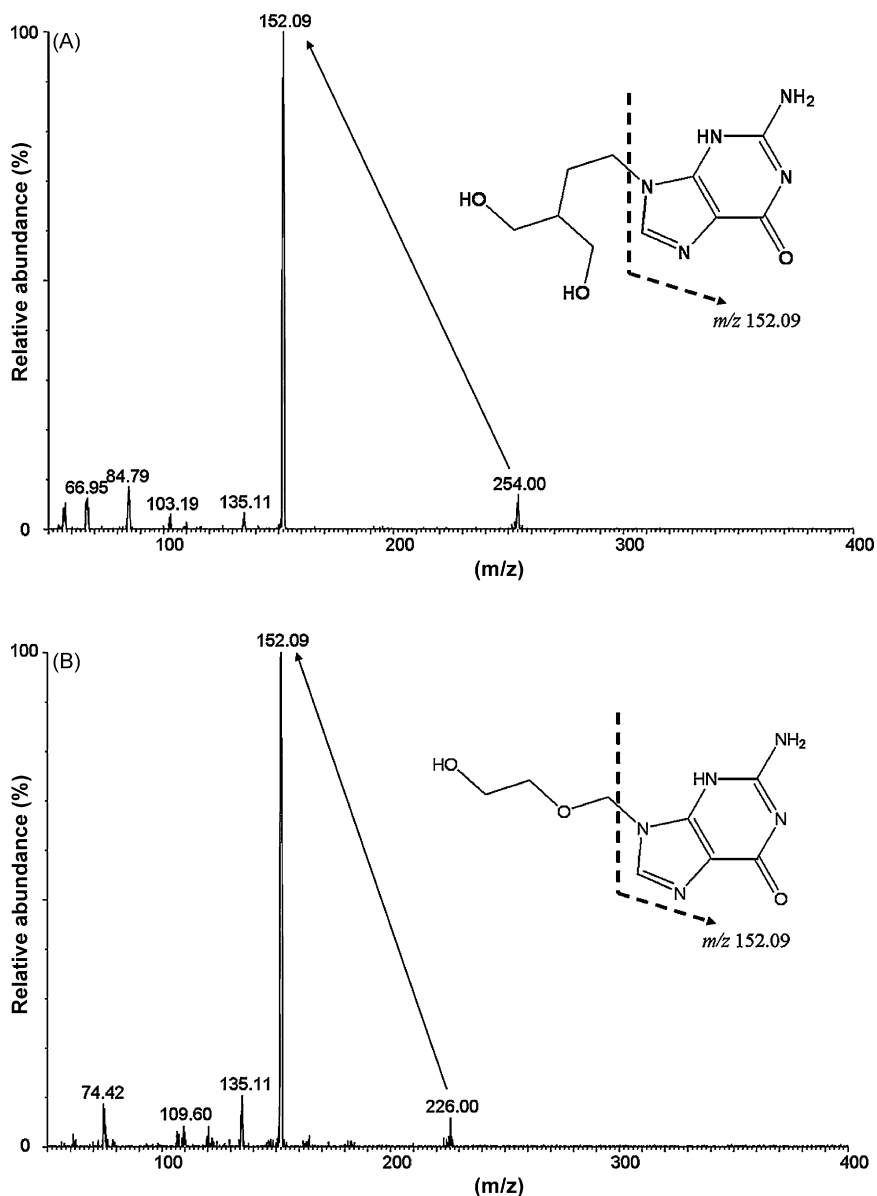 (A)
152.09
100
Relative abundance (%)
NH₂
HN
N
N
N
O
HO
HO
m/z 152.09
66.95
84.79
103.19
135.11
254.00
0
100
200
300
400
(m/z)
(B)
152.09
100
Relative abundance (%)
NH₂
HN
HO
O
N
N
N
O
m/z 152.09
74.42
109.60
135.11
226.00
0
100
200
300
400
(m/z)